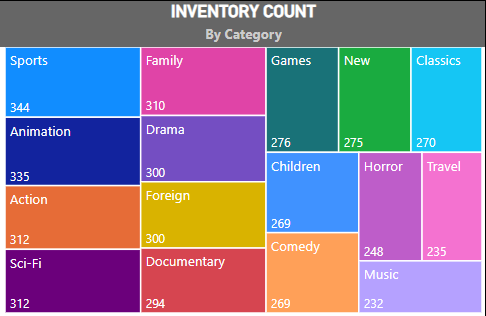 INVENTORY COUNT
By Category
Sports
344
Animation
335
Action
312
Sci-Fi
312
Family
310
Drama
300
Foreign
300
Documentary
294
Games
276
New
275
Classics
270
Children
269
Comedy
269
Horror
248
Travel
235
Music
232